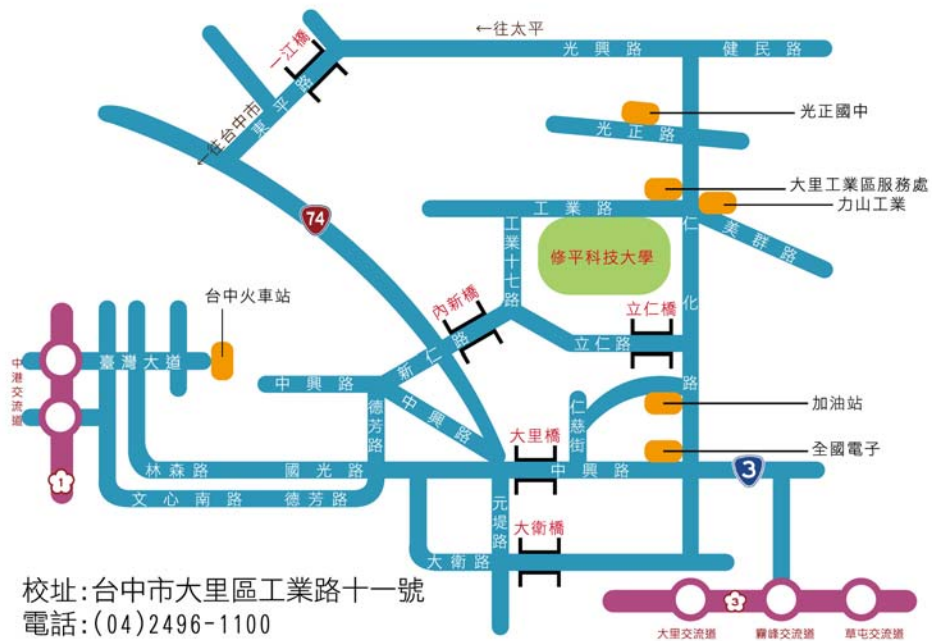 ←往太平
一江橋
光興路
健民路
東平路
←往台中市
光正國中
光正路
大里工業區服務處
力山工業
工業路
美群路
74
工業十七路
修平科技大學
仁化路
台中火車站
內新橋
立仁橋
中港交流道
臺灣大道
新仁路
立仁路
中興路
德芳路
中興路
仁慈街
加油站
大里橋
全國電子
1
林森路
國光路
中興路
3
文心南路
德芳路
元堤路
大衛橋
大衛路
校址:台中市大里區工業路十一號
電話:(04)2496-1100
3
大里交流道
霧峰交流道
草屯交流道